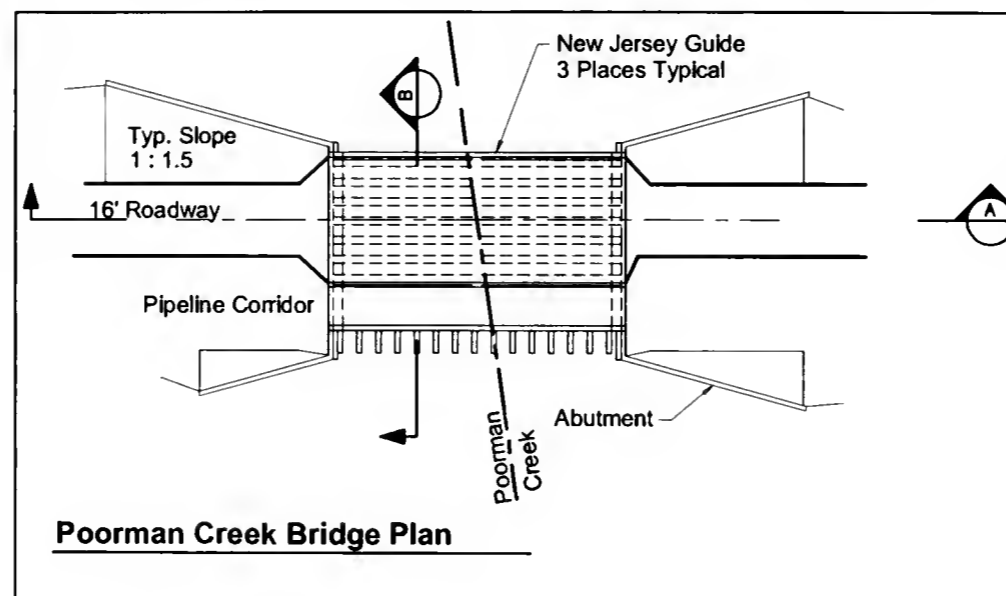 New Jersey Guide
3 Places Typical
B
Typ. Slope
1 : 1.5
16' Roadway
A
Pipeline Corridor
Abutment
Poorman
Creek
Poorman Creek Bridge Plan